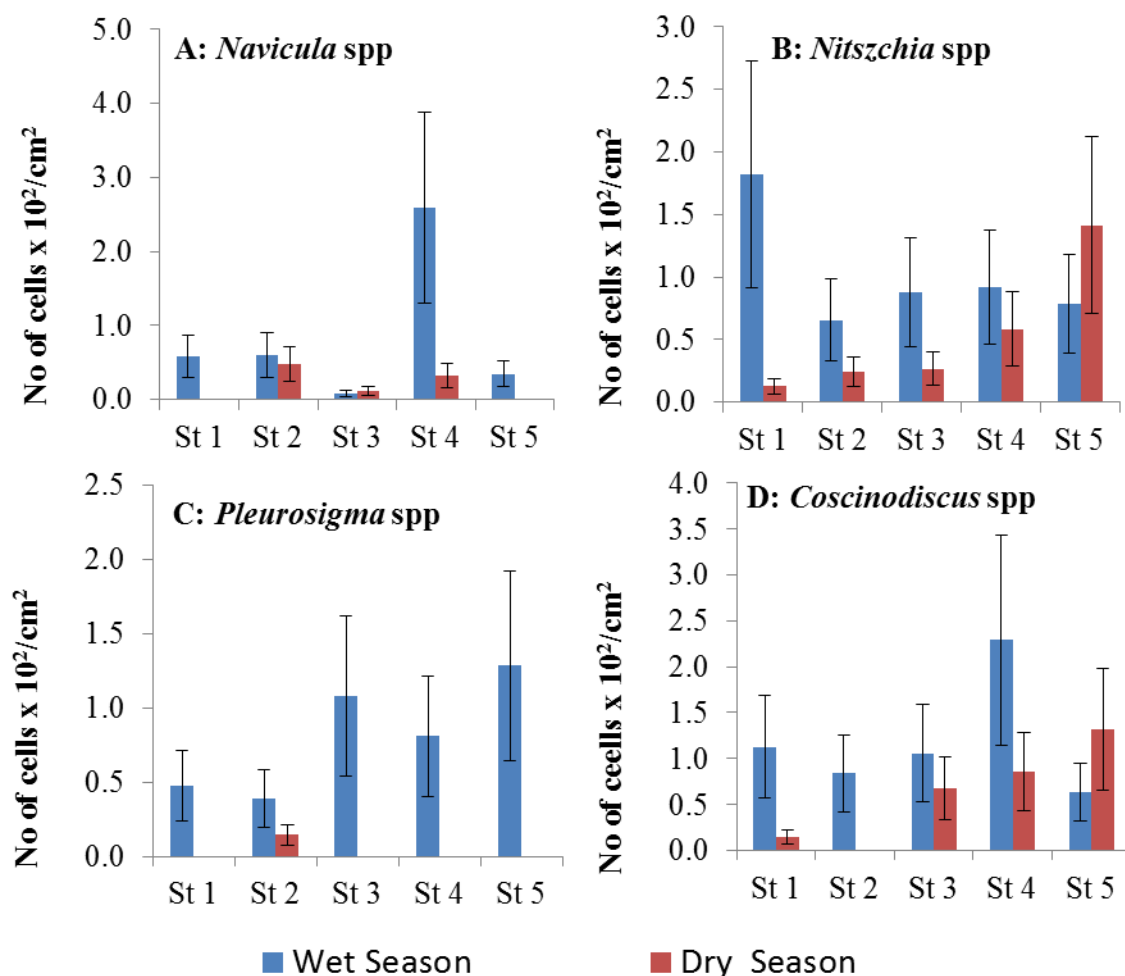 A: Navicula spp
No of cells x 10²/cm²
5.0
4.0
3.0
2.0
1.0
0.0
St 1 St 2 St 3 St 4 St 5
B: Nitszchia spp
No of cells x 10²/cm²
3.0
2.5
2.0
1.5
1.0
0.5
0.0
St 1 St 2 St 3 St 4 St 5
C: Pleurosigma spp
No of cells x 10²/cm²
2.5
2.0
1.5
1.0
0.5
0.0
St 1 St 2 St 3 St 4 St 5
D: Coscinodiscus spp
No of ceells x 10²/cm²
4.0
3.5
3.0
2.5
2.0
1.5
1.0
0.5
0.0
St 1 St 2 St 3 St 4 St 5
Wet Season Dry Season